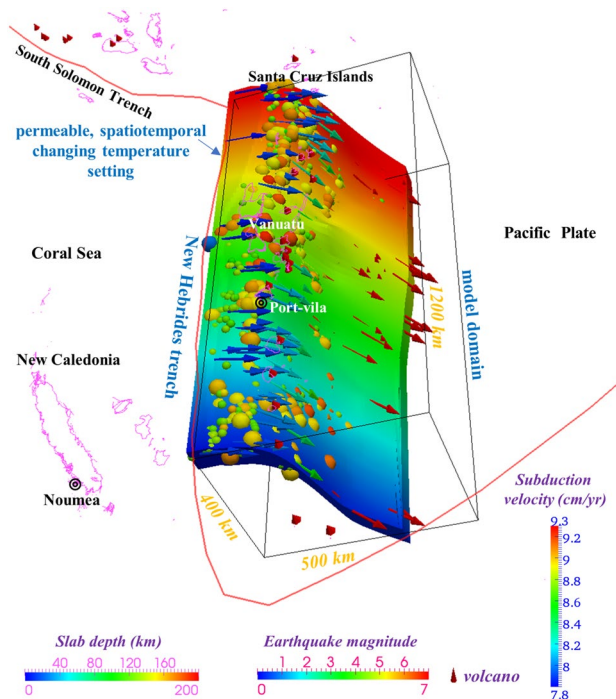 South Solomon Trench
Santa Cruz Islands
permeable, spatiotemporal
changing temperature
setting
Vanuatu
Pacific Plate
Coral Sea
New Hebrides trench
1200 km
model domain
Port-vila
New Caledonia
Noumea
400 km
500 km
Subduction
velocity (cm/yr)
9.3
9.2
9
8.8
8.6
8.4
8.2
8
7.8
Slab depth (km)
40 80 120 160
0 200
Earthquake magnitude
1 2 3 4 5 6
0 7
volcano